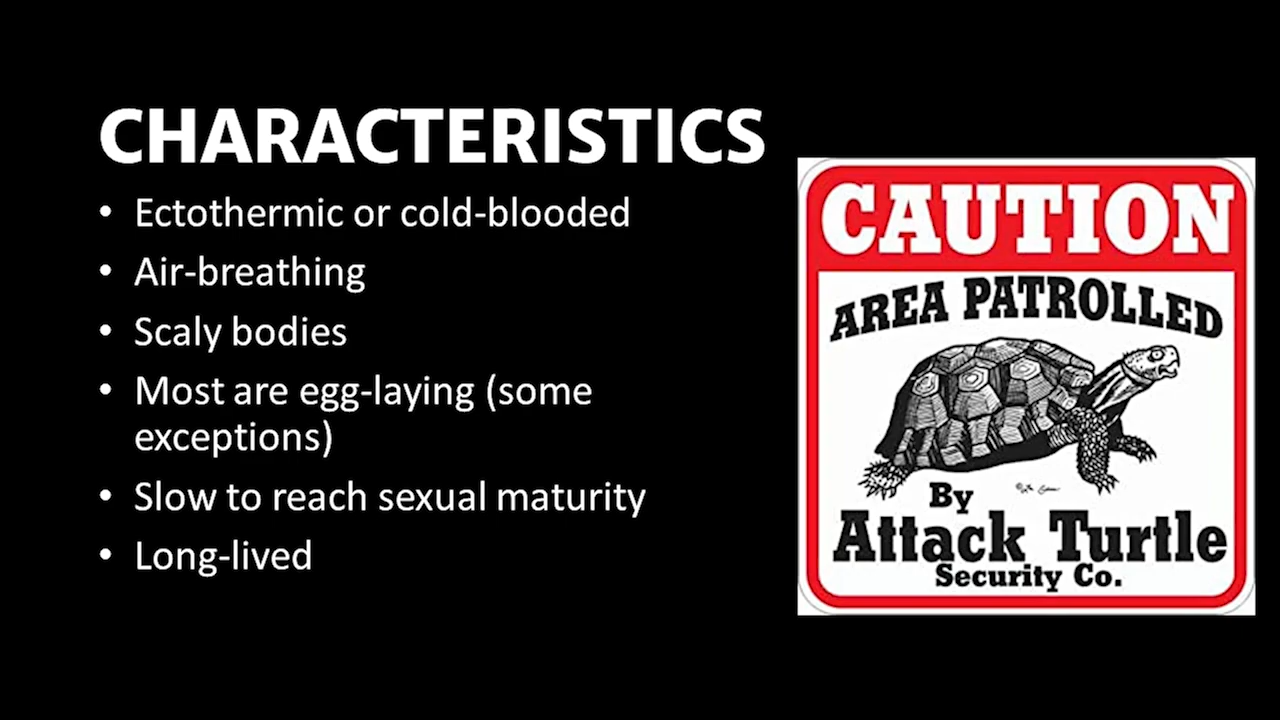 CHARACTERISTICS
• Ectothermic or cold-blooded
• Air-breathing
• Scaly bodies
• Most are egg-laying (some
exceptions)
• Slow to reach sexual maturity
• Long-lived
CAUTION
AREA PATROLLED
By
Attack Turtle
Security Co.